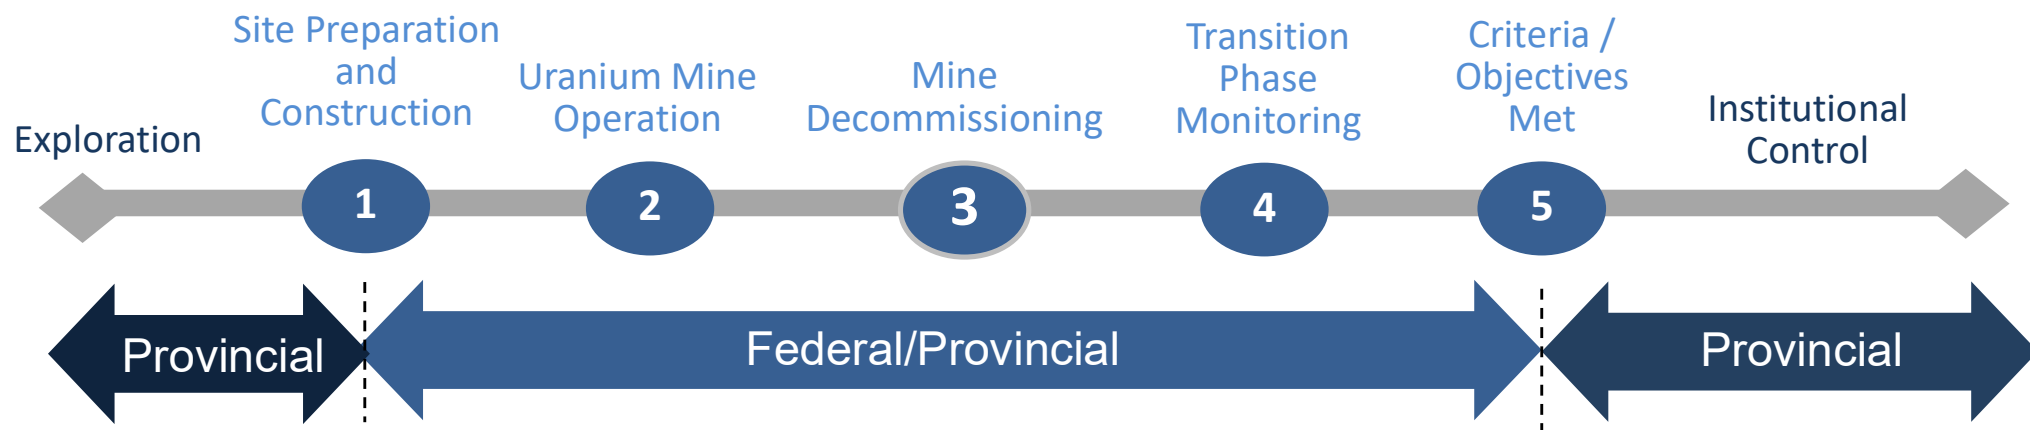 Exploration
Site Preparation
and
Construction
Uranium Mine
Operation
Mine
Decommissioning
Transition
Phase
Monitoring
Criteria /
Objectives
Met
Institutional
Control
1
2
3
4
5
Provincial
Federal/Provincial
Provincial